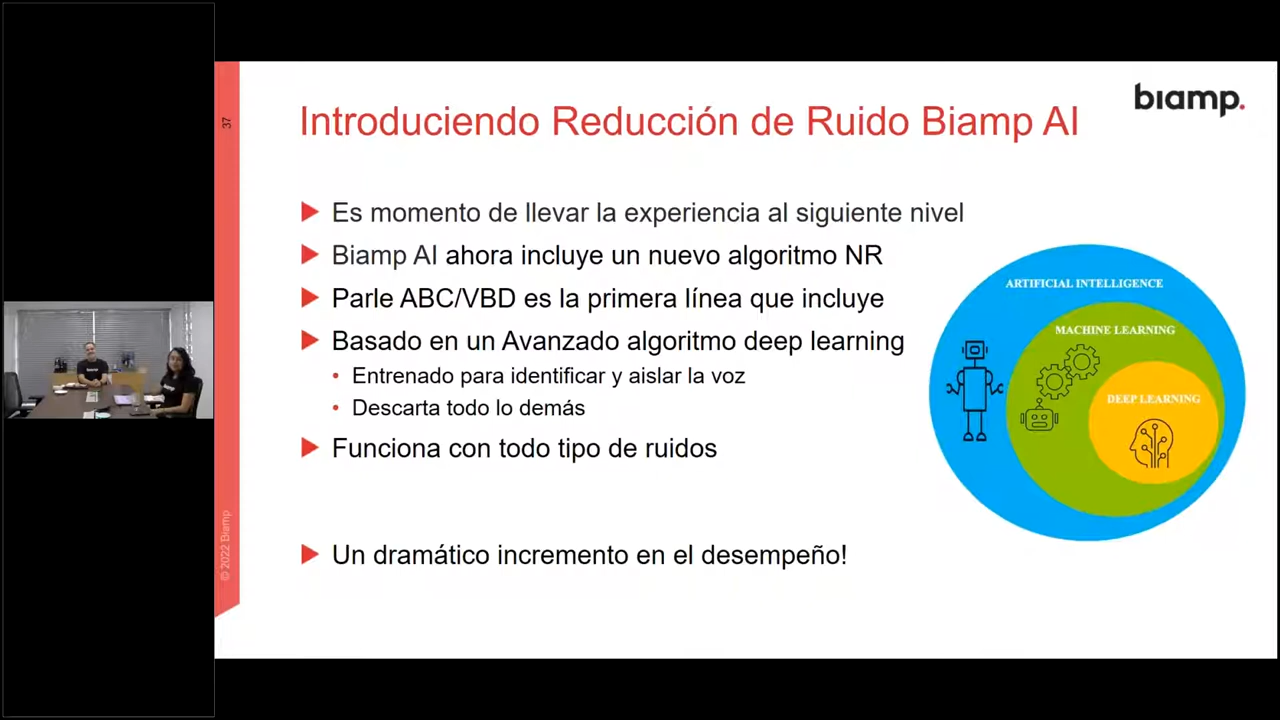 37
Introduciendo Reducción de Ruido Biamp AI
biamp.
Es momento de llevar la experiencia al siguiente nivel
Biamp AI ahora incluye un nuevo algoritmo NR
Parle ABC/VBD es la primera línea que incluye
Basado en un Avanzado algoritmo deep learning
Entrenado para identificar y aislar la voz
Descarta todo lo demás
Funciona con todo tipo de ruidos
Un dramático incremento en el desempeño!
ARTIFICIAL INTELLIGENCE
MACHINE LEARNING
DEEP LEARNING
© 2022 Biamp